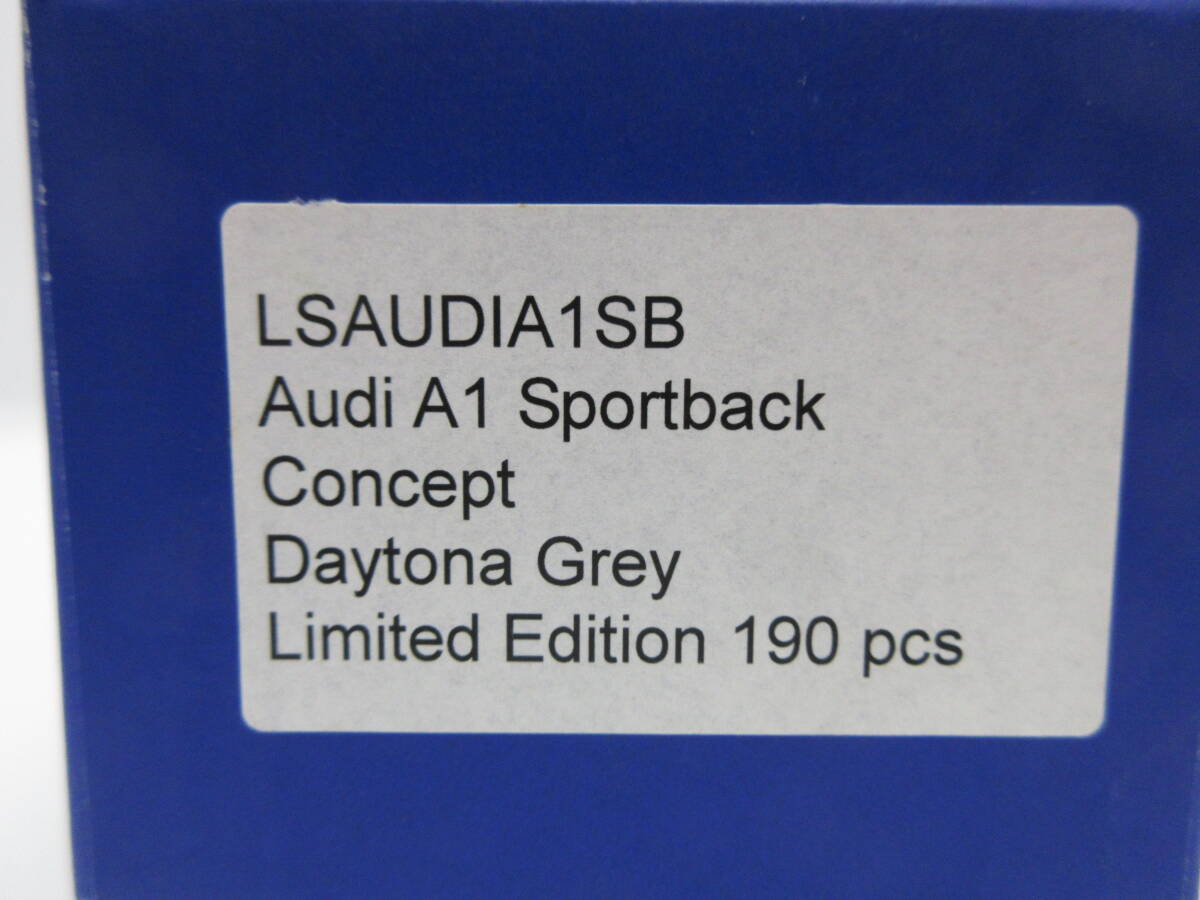 LSAUDIA1SB
Audi A1 Sportback
Concept
Daytona Grey
Limited Edition 190 pcs